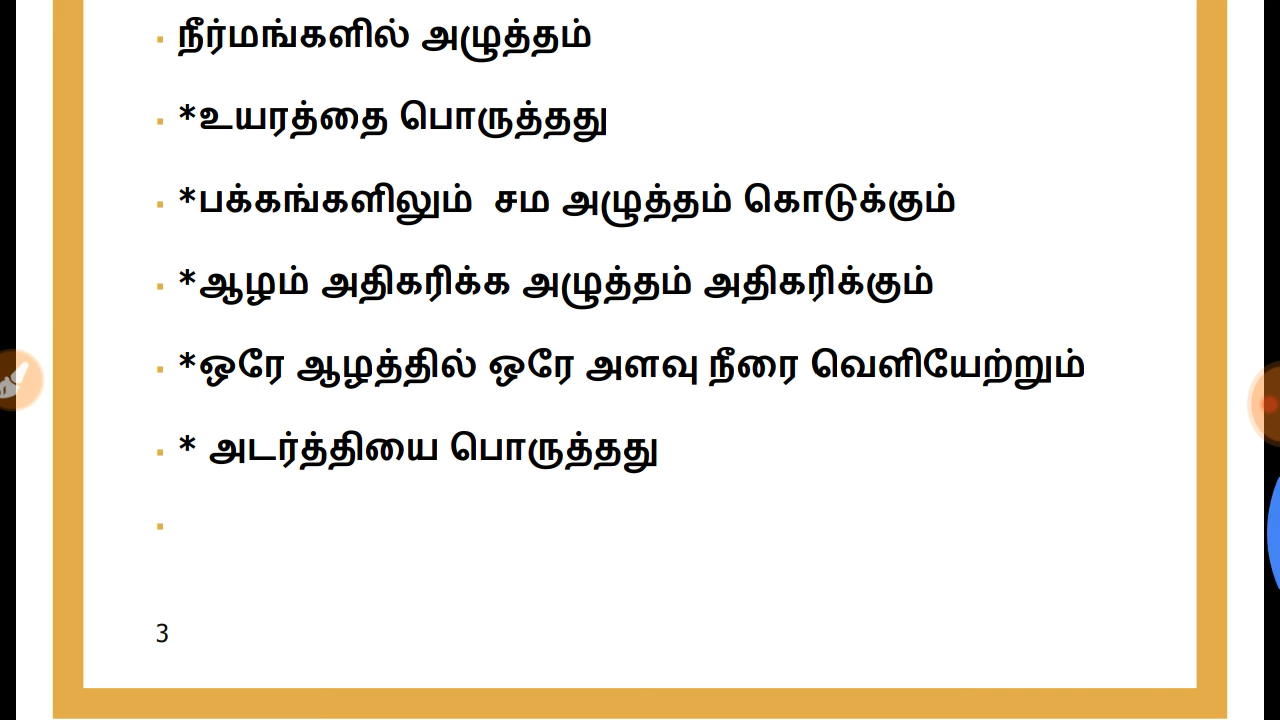 நீர்மங்களில் அழுத்தம்
*உயரத்தை பொருத்தது
*பக்கங்களிலும் சம அழுத்தம் கொடுக்கும்
*ஆழம் அதிகரிக்க அழுத்தம் அதிகரிக்கும்
*ஒரே ஆழத்தில் ஒரே அளவு நீரை வெளியேற்றும்
* அடர்த்தியை பொருத்தது
3